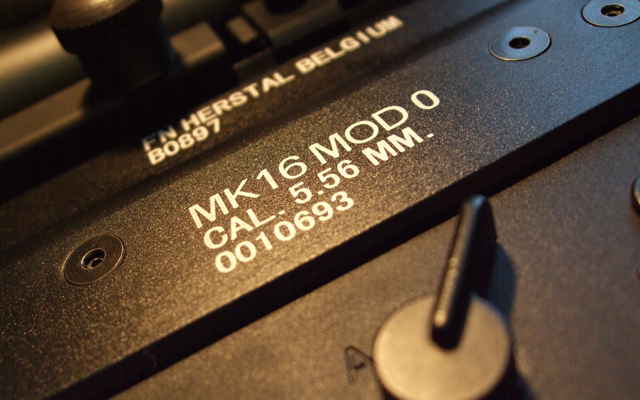 FN HERSTAL BELGIUM
B0897
MK16 MOD 0
CAL. 5.56 MM.
0010693
A